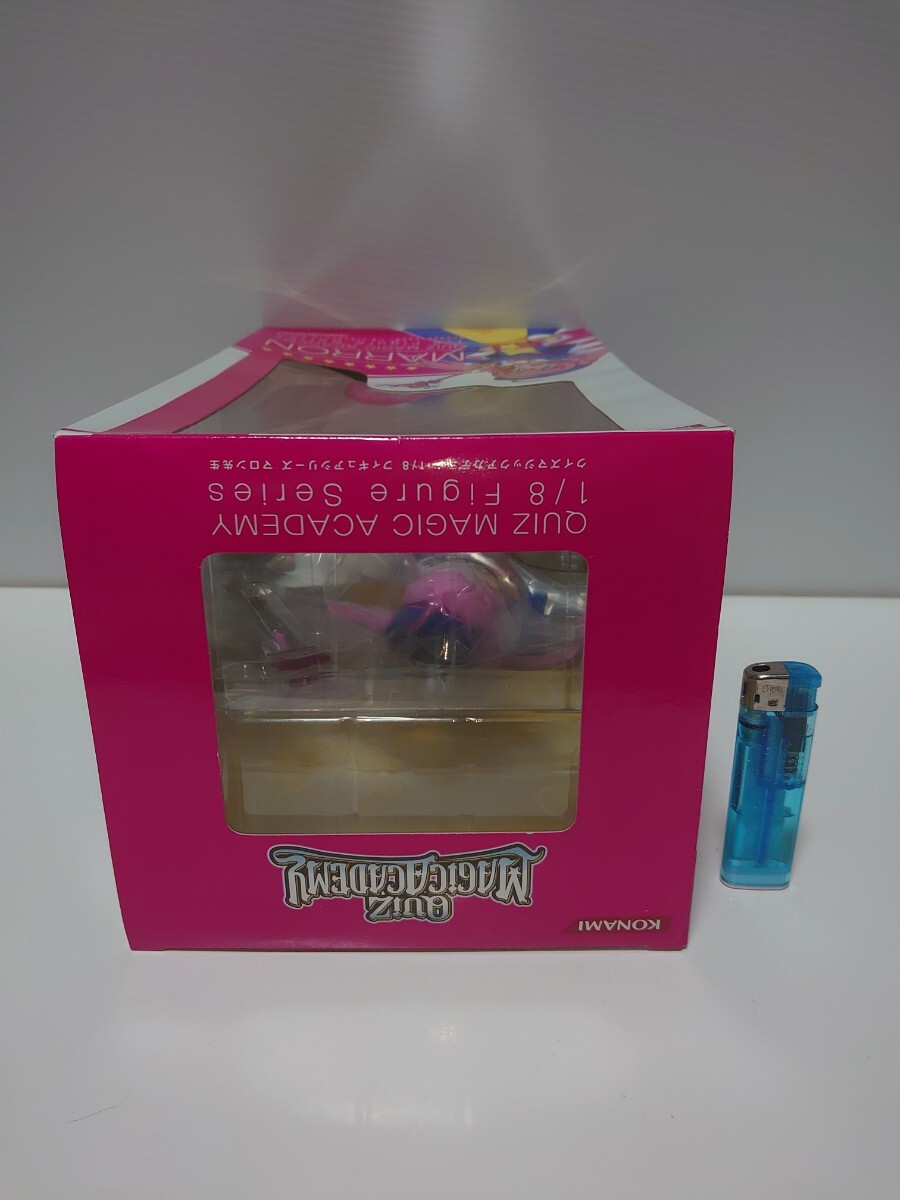 KONAMI
QUIZ
MAGIC ACADEMY
QUIZ MAGIC ACADEMY
1/8 Figure Series
クイズマジックアカデミー 1/8 フィギュアシリーズ マロン先生
MARRON